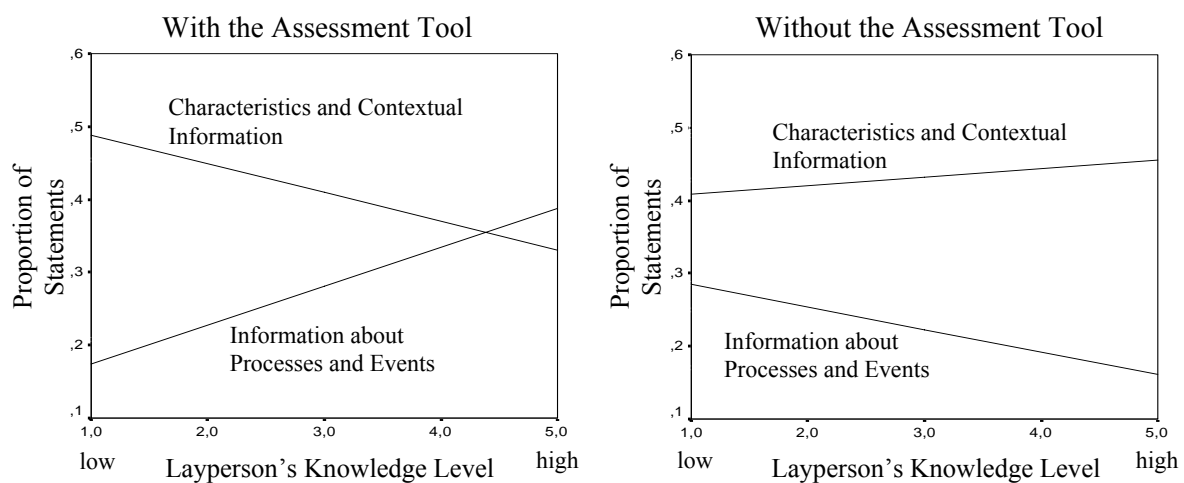 With the Assessment Tool
,6
,5
,4
,3
,2
,1
Proportion of
Statements
Characteristics and Contextual
Information
Information about
Processes and Events
1,0
2,0
3,0
4,0
5,0
low
Layperson's Knowledge Level
high
Without the Assessment Tool
,6
,5
,4
,3
,2
,1
Proportion of
Statements
Characteristics and Contextual
Information
Information about
Processes and Events
1,0
2,0
3,0
4,0
5,0
low
Layperson's Knowledge Level
high